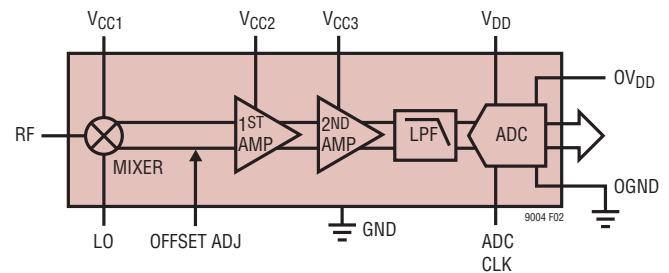 VCC1
VCC2
VCC3
VDD
OVDD
RF
MIXER
1ST
AMP
2ND
AMP
LPF
ADC
OGND
9004 F02
LO
OFFSET ADJ
GND
ADC
CLK